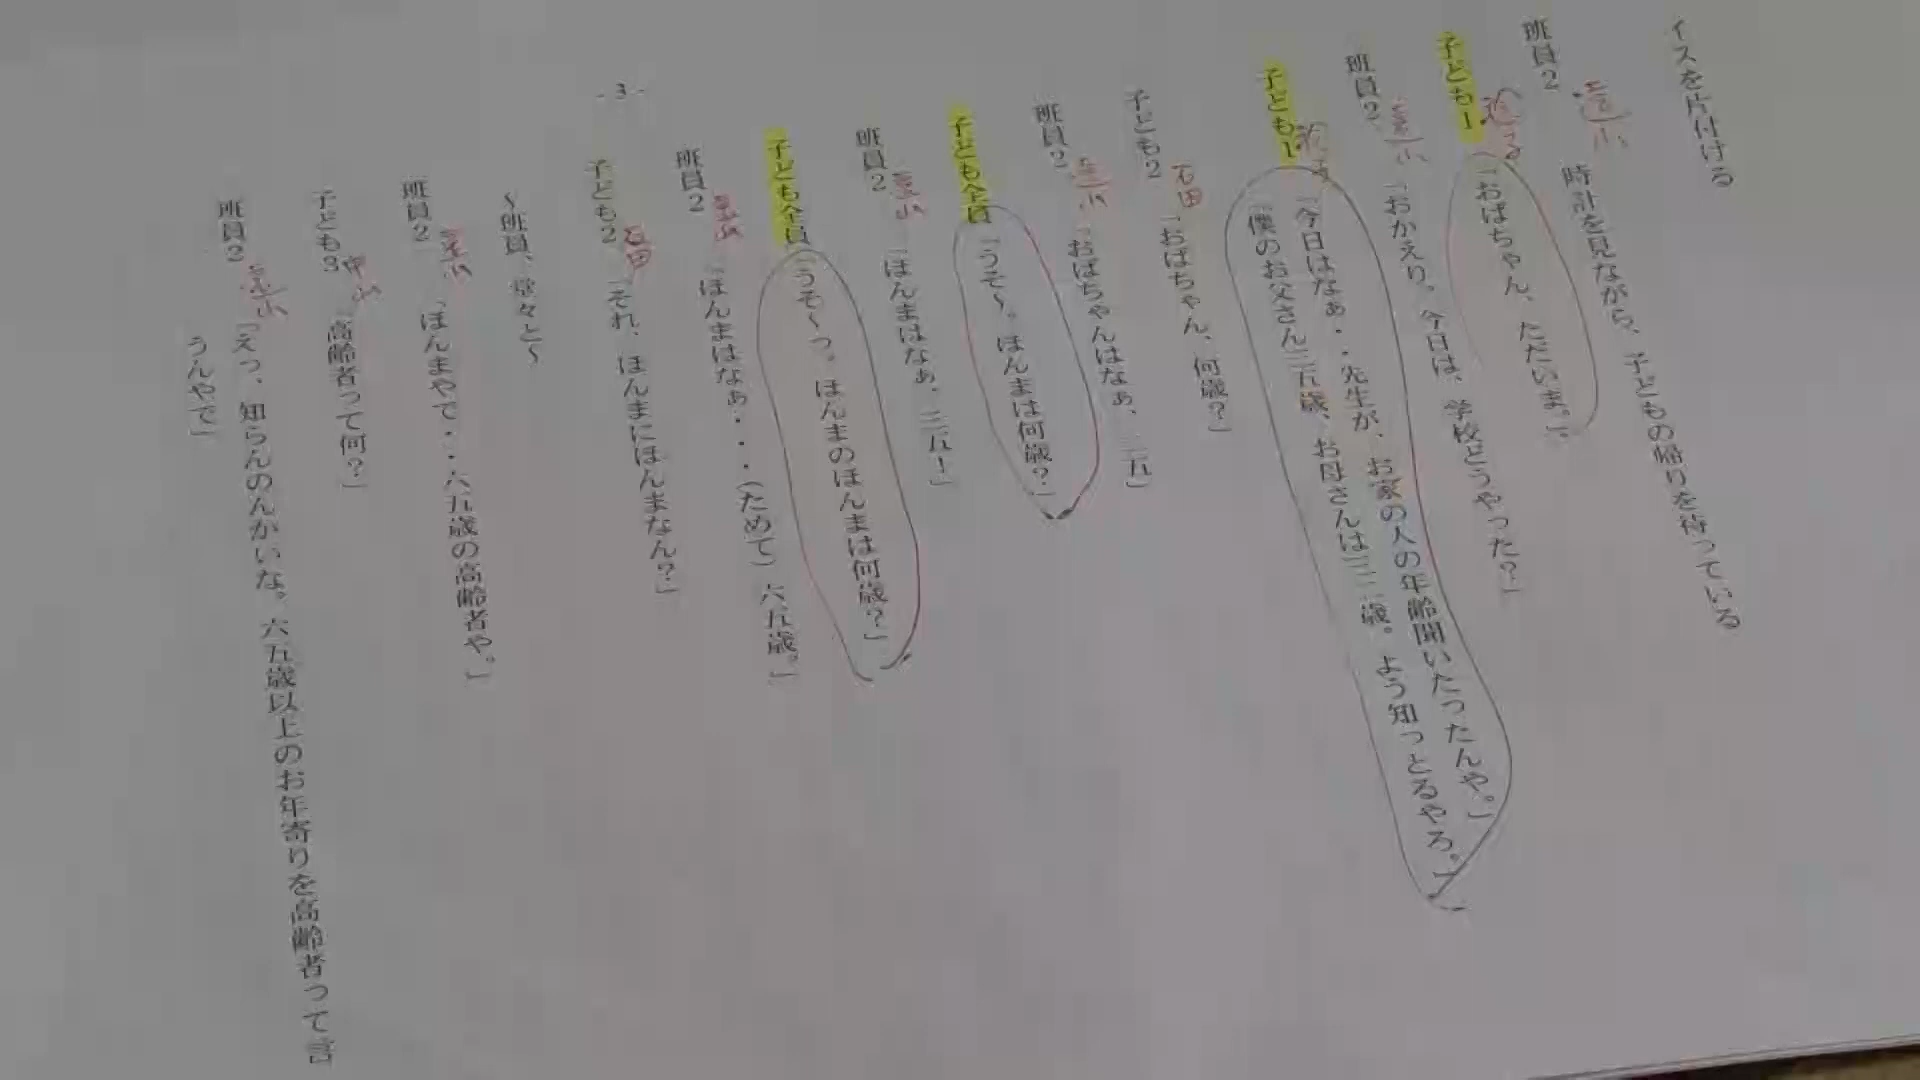 イスを片付ける
班員2 時計を見ながら、子どもの帰りを待っている
子ども1 「おばちゃん、ただいま。」
班員2 「おかえり。今日は、学校どうやった?」
子ども1 「今日はなぁ・・先生が、お家の人の年齢聞いたったんや。」
「僕のお父さん三五歳、お母さんは三二歳。よう知っとるやろ。」
子ども2 石田 「おばちゃん、何歳?」
班員2 「おばちゃんはなぁ、二九」
子ども全員 「うそ〜。ほんまは何歳?」
班員2 「ほんまはなぁ、三五!」
子ども全員 「うそ〜っ。ほんまのほんまは何歳?」
班員2 「ほんまはなぁ・・・(ためて)六五歳。」
子ども2 石田 「それ、ほんまにほんまなん?」
〜班員、堂々と〜
班員2 「ほんまやで・・・六五歳の高齢者や。」
子ども3 中山 「高齢者って何?」
班員2 「えっ、知らんのんかいな。六五歳以上のお年寄りを高齢者って言
うんやで」
- 3 -